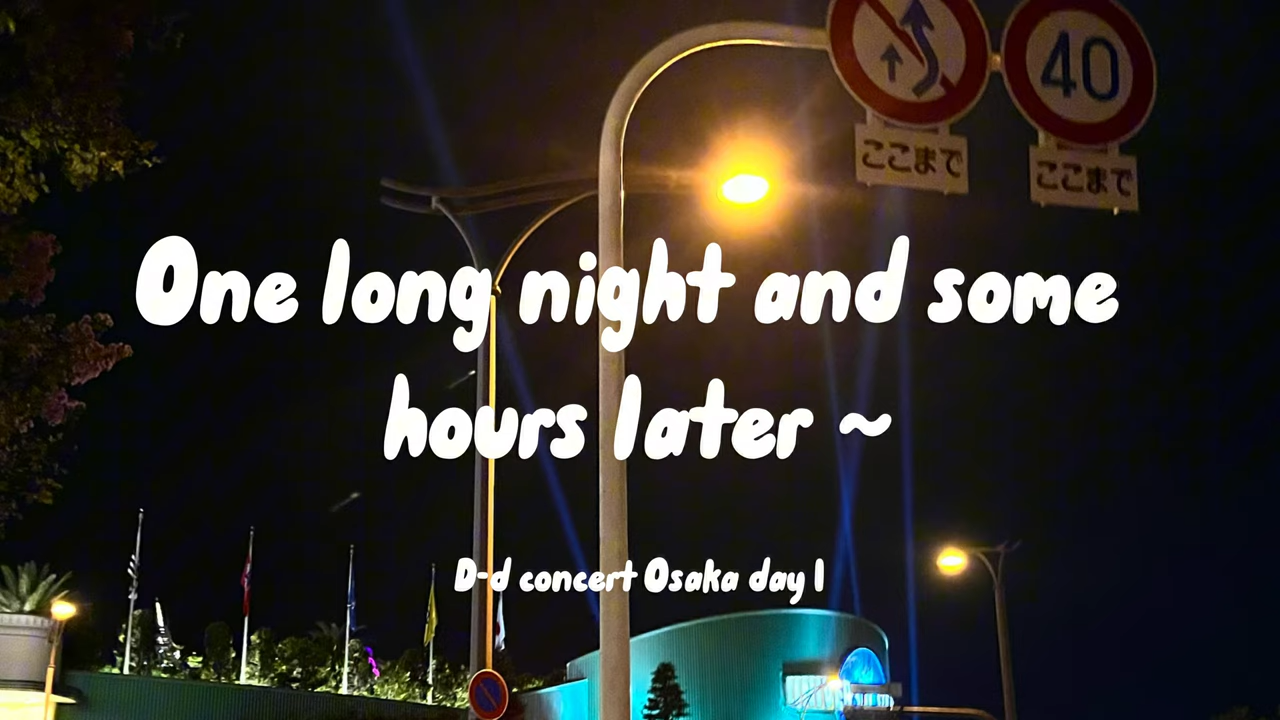 40
ここまで
ここまで
One long night and some
hours later ~
D-d concert Osaka day 1